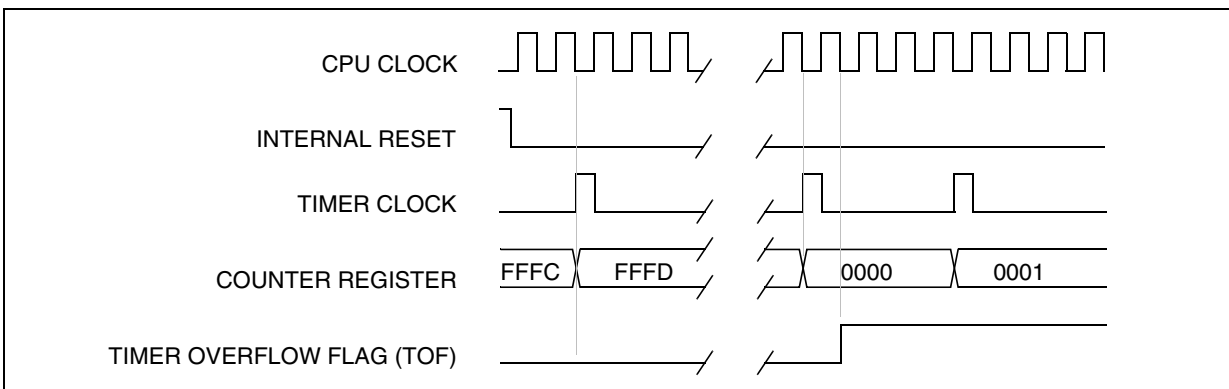 CPU CLOCK
INTERNAL RESET
TIMER CLOCK
COUNTER REGISTER FFFC FFFD 0000 0001
TIMER OVERFLOW FLAG (TOF)